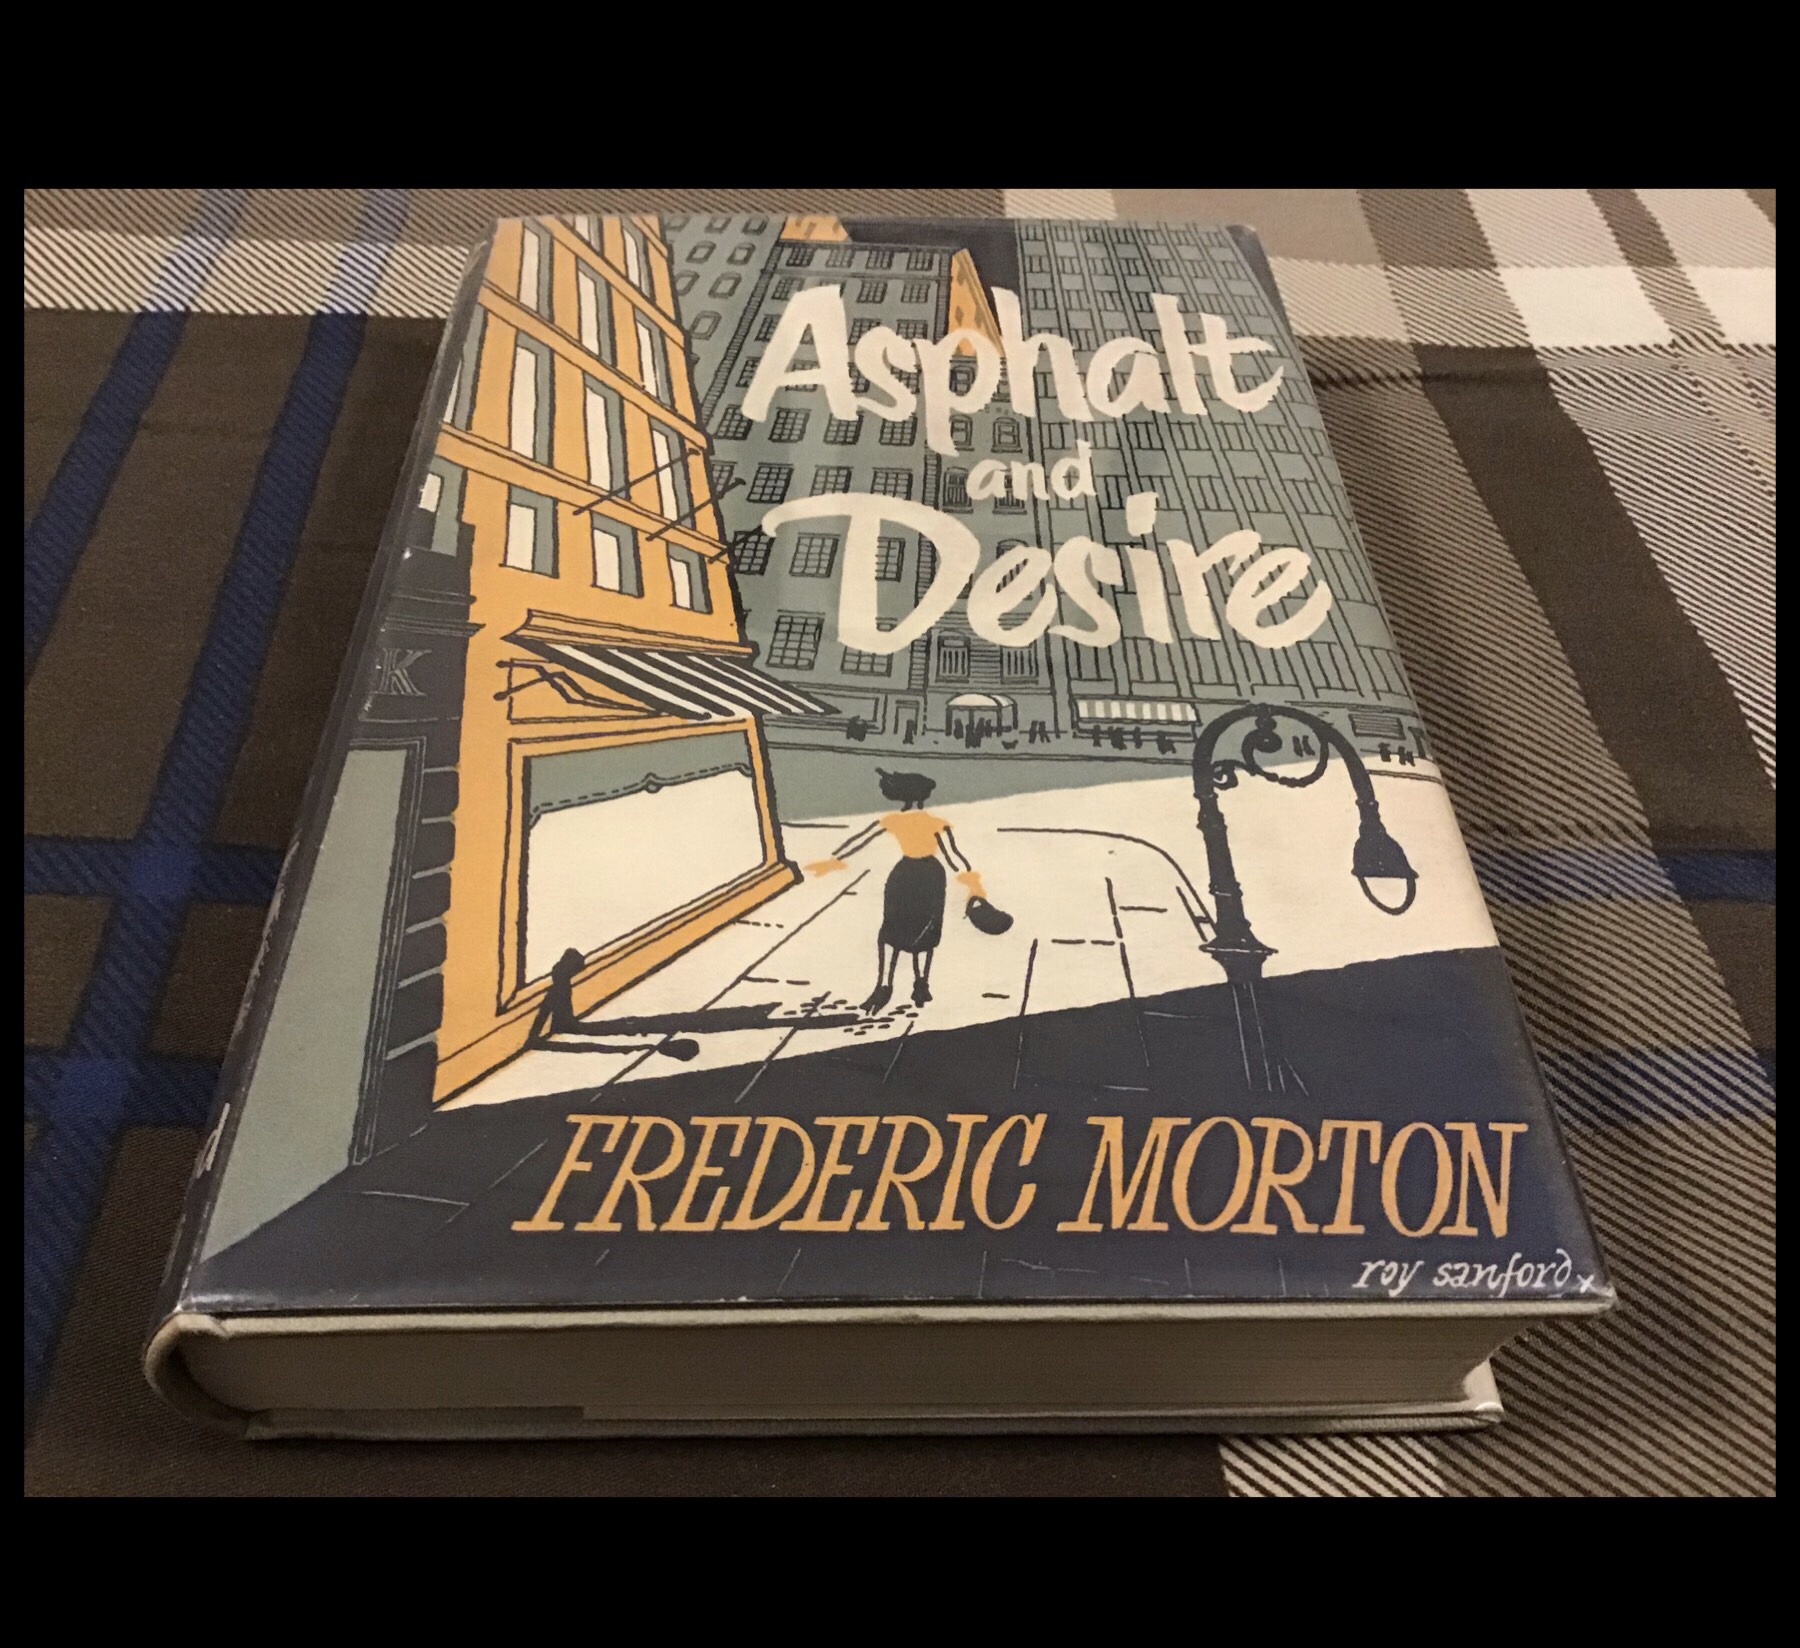 Asphalt
and
Desire
K
FREDERIC MORTON
roy sanford